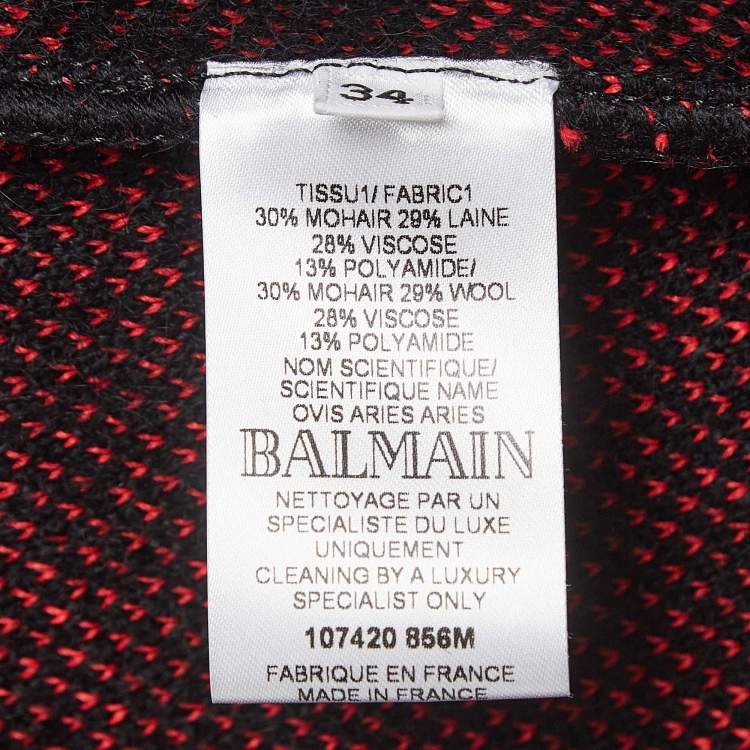 34
TISSU1/ FABRIC1
30% MOHAIR 29% LAINE
28% VISCOSE
13% POLYAMIDE/
30% MOHAIR 29% WOOL
28% VISCOSE
13% POLYAMIDE
NOM SCIENTIFIQUE/
SCIENTIFIQUE NAME
OVIS ARIES ARIES
BALMAIN
NETTOYAGE PAR UN
SPECIALISTE DU LUXE
UNIQUEMENT
CLEANING BY A LUXURY
SPECIALIST ONLY
107420 856M
FABRIQUE EN FRANCE
MADE IN FRANCE